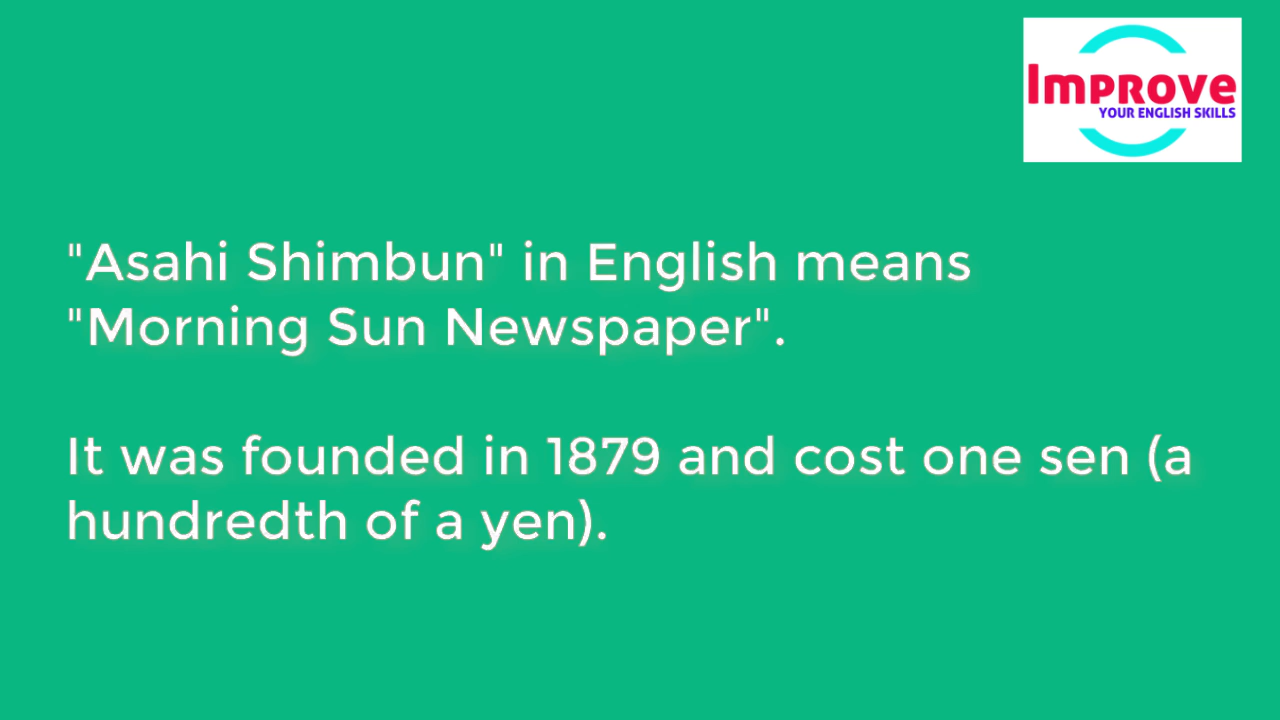 Improve
YOUR ENGLISH SKILLS
"Asahi Shimbun" in English means
"Morning Sun Newspaper".
It was founded in 1879 and cost one sen (a
hundredth of a yen).